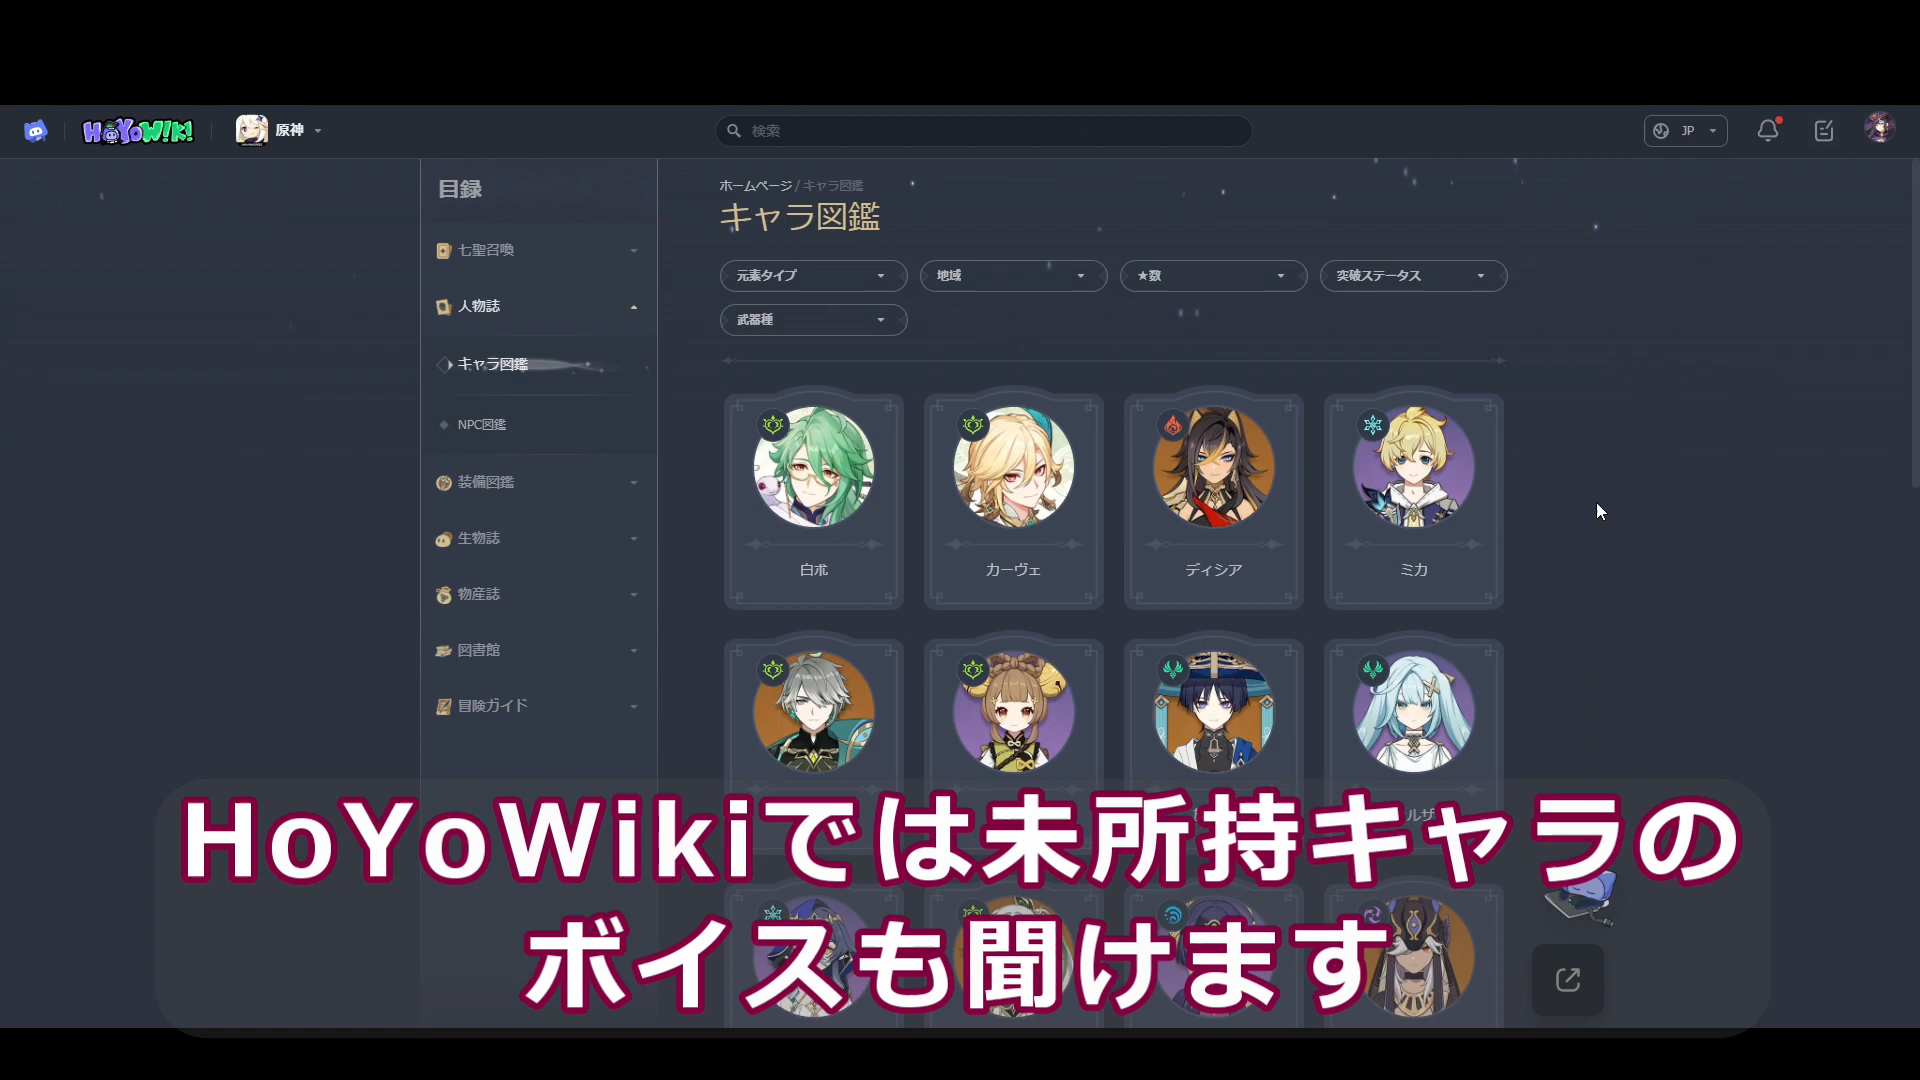 HoYoWiKi!
原神
検索
JP
目録
七聖召喚
人物誌
キャラ図鑑
NPC図鑑
装備図鑑
生物誌
物産誌
図書館
冒険ガイド
ホームページ / キャラ図鑑
キャラ図鑑
元素タイプ
地域
★数
突破ステータス
武器種
白朮
カーヴェ
ディシア
ミカ
HoYoWikiでは未所持キャラの
ボイスも聞けます